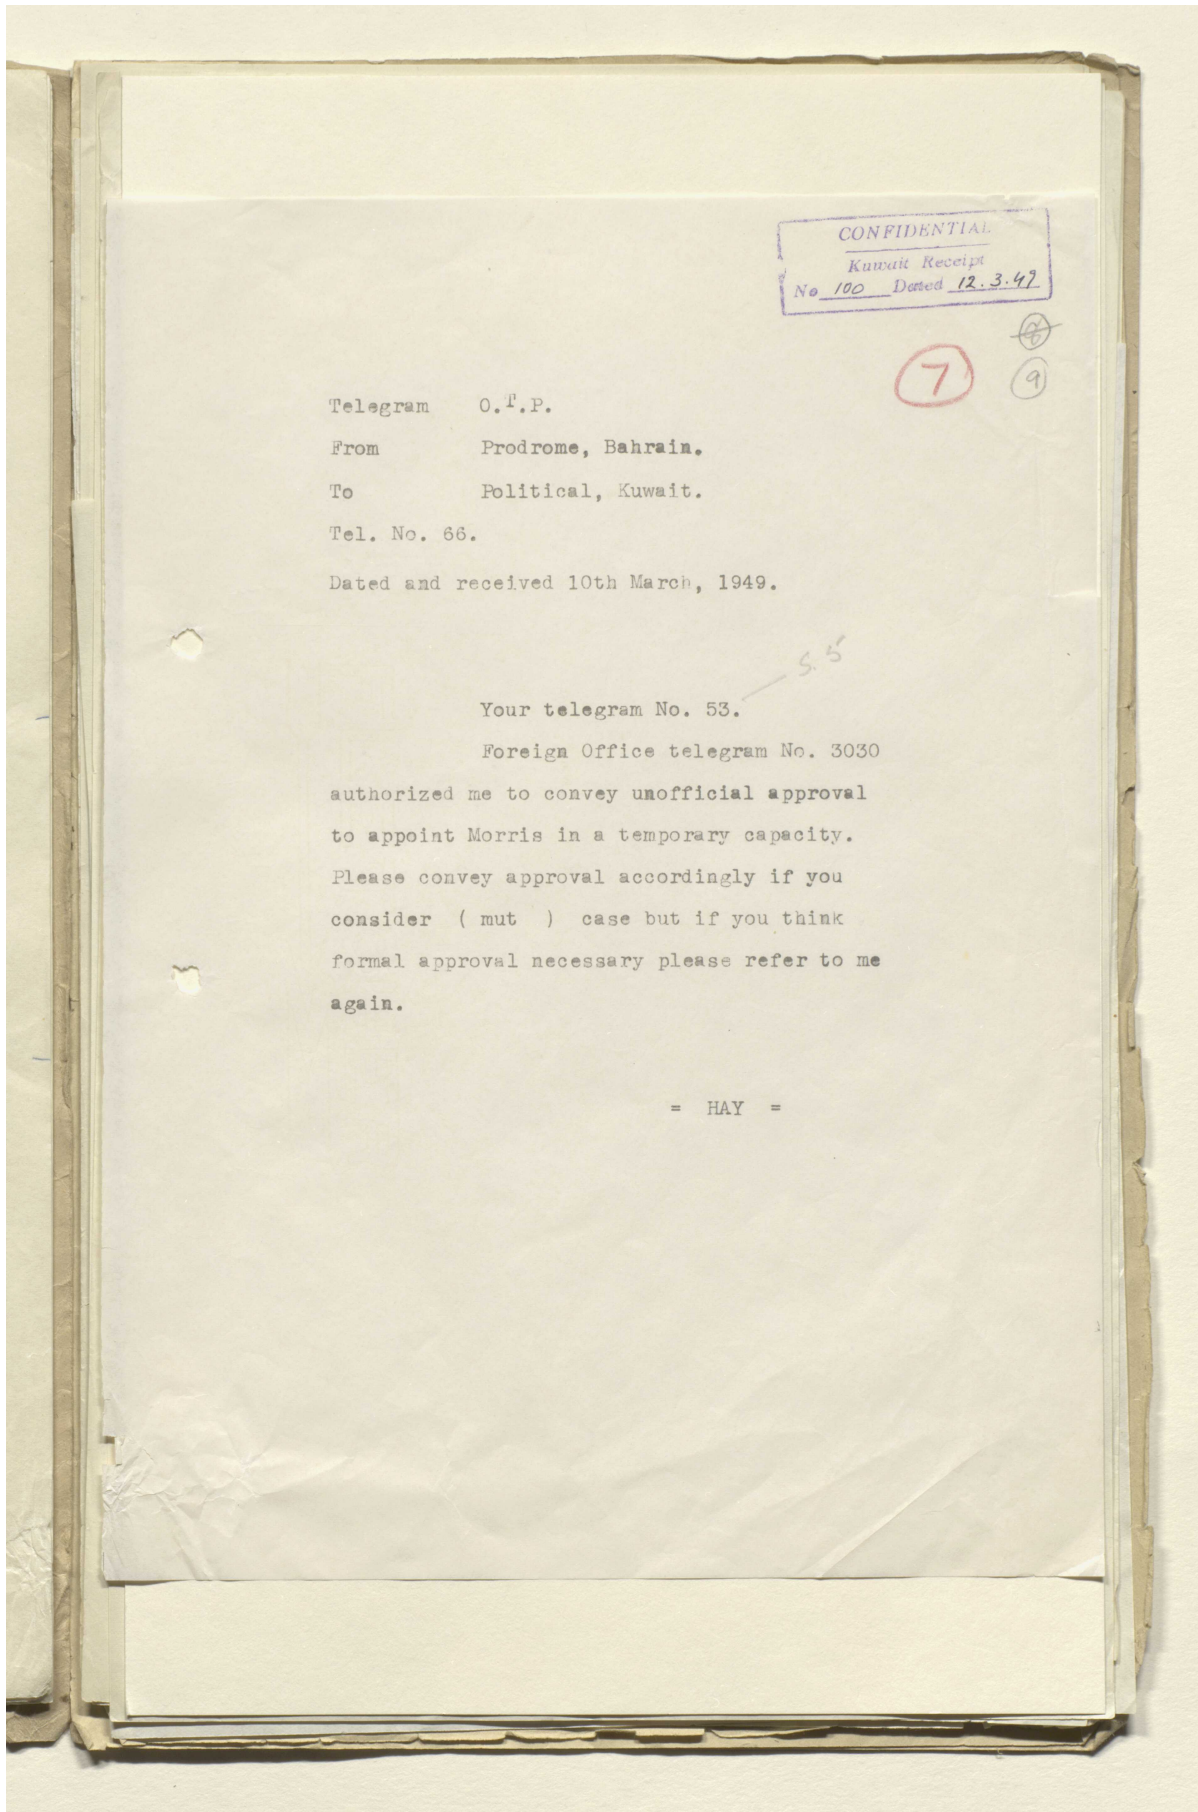 CONFIDENTIAL
Kuwait Receipt
No 100 Dated 12.3.49
8
7
9
Telegram O.T.P.
From Prodrome, Bahrain.
To Political, Kuwait.
Tel. No. 66.
Dated and received 10th March, 1949.
S. 5
Your telegram No. 53.
Foreign Office telegram No. 3030
authorized me to convey unofficial approval
to appoint Morris in a temporary capacity.
Please convey approval accordingly if you
consider ( mut ) case but if you think
formal approval necessary please refer to me
again.
= HAY =